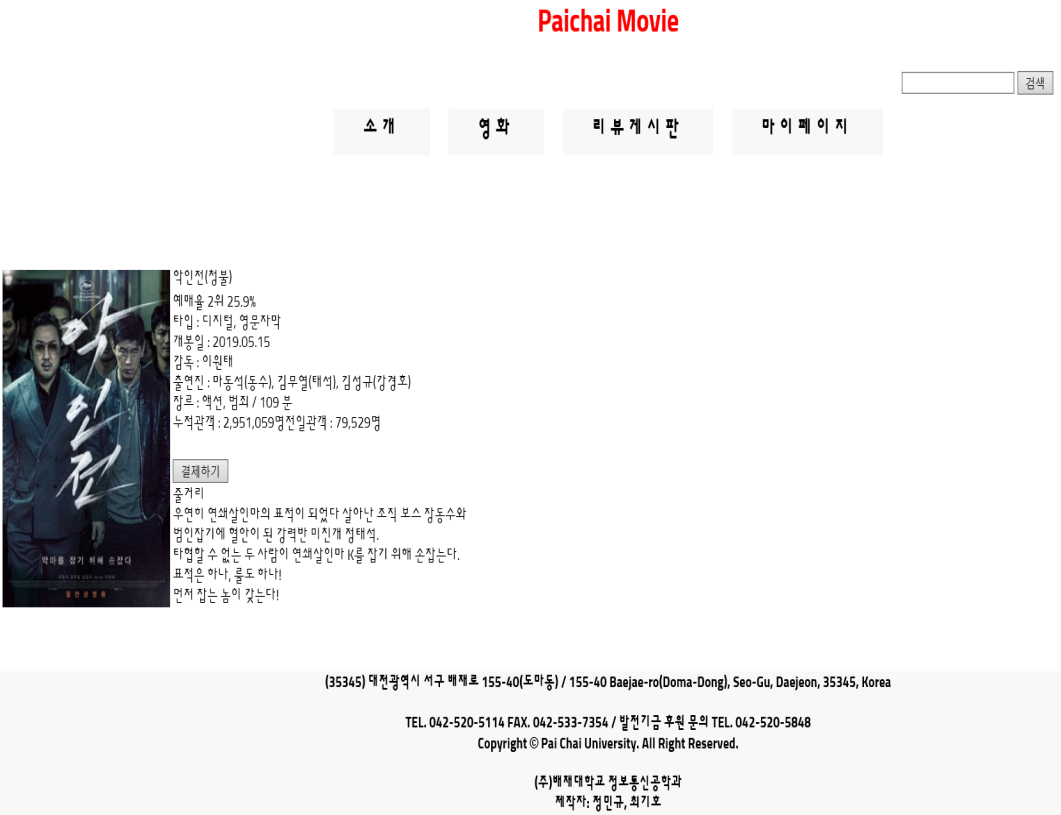 Paichai Movie
검색
소개 영화 리뷰게시판 마이페이지
악인전(청불)
예매율 2위 25.9%
타입 : 디지털, 영문자막
개봉일 : 2019.05.15
감독 : 이원태
출연진 : 마동석(동수), 김무열(태석), 김성규(강경호)
장르 : 액션, 범죄 / 109 분
누적관객 : 2,951,059명전일관객 : 79,529명
결제하기
줄거리
우연히 연쇄살인마의 표적이 되었다 살아난 조직 보스 장동수와
범인잡기에 혈안이 된 강력반 미친개 정태석.
타협할 수 없는 두 사람이 연쇄살인마 K를 잡기 위해 손잡는다.
표적은 하나, 룰도 하나!
먼저 잡는 놈이 갖는다!
악인전
악마를 잡기 위해 손잡다
(35345) 대전광역시 서구 배재로 155-40(도마동) / 155-40 Baejae-ro(Doma-Dong), Seo-Gu, Daejeon, 35345, Korea
TEL. 042-520-5114 FAX. 042-533-7354 / 발전기금 후원 문의 TEL. 042-520-5848
Copyright © Pai Chai University. All Right Reserved.
(주)배재대학교 정보통신공학과
제작자: 정민규, 최기호